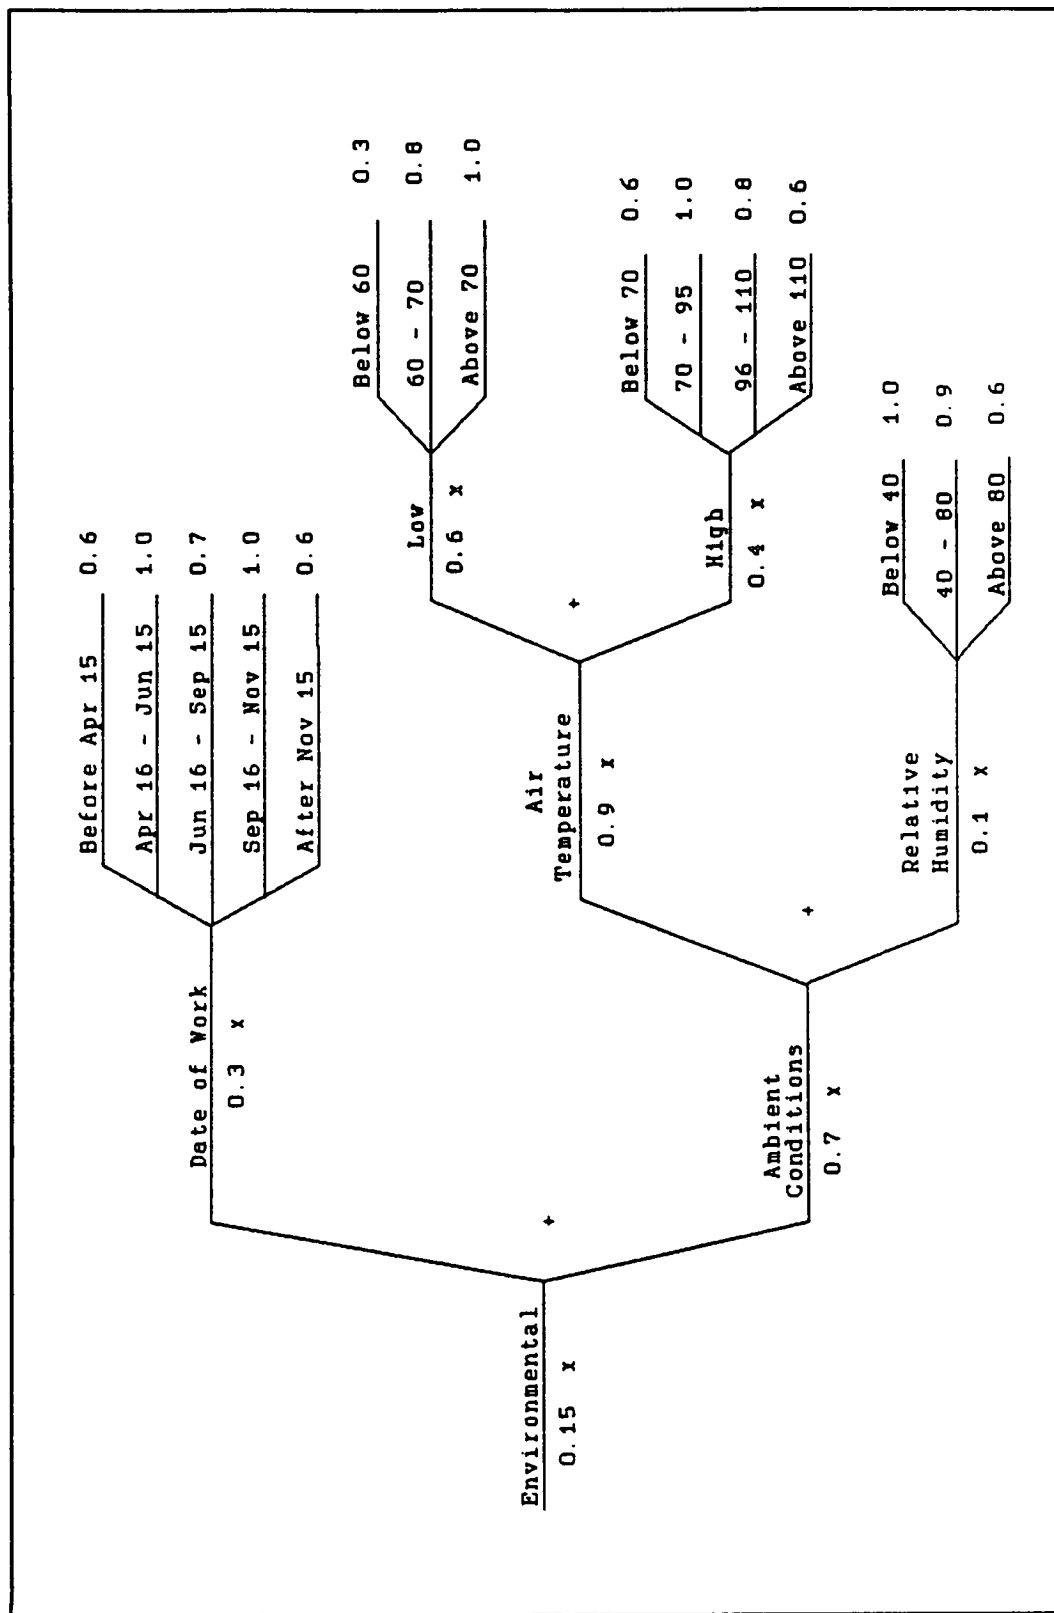 Environmental
0.15 x
+
Date of Work
0.3 x
Before Apr 15 0.6
Apr 16 - Jun 15 1.0
Jun 16 - Sep 15 0.7
Sep 16 - Nov 15 1.0
After Nov 15 0.6
Ambient
Conditions
0.7 x
+
Air
Temperature
0.9 x
+
Low
0.6 x
Below 60 0.3
60 - 70 0.8
Above 70 1.0
High
0.4 x
Below 70 0.6
70 - 95 1.0
96 - 110 0.8
Above 110 0.6
Relative
Humidity
0.1 x
Below 40 1.0
40 - 80 0.9
Above 80 0.6